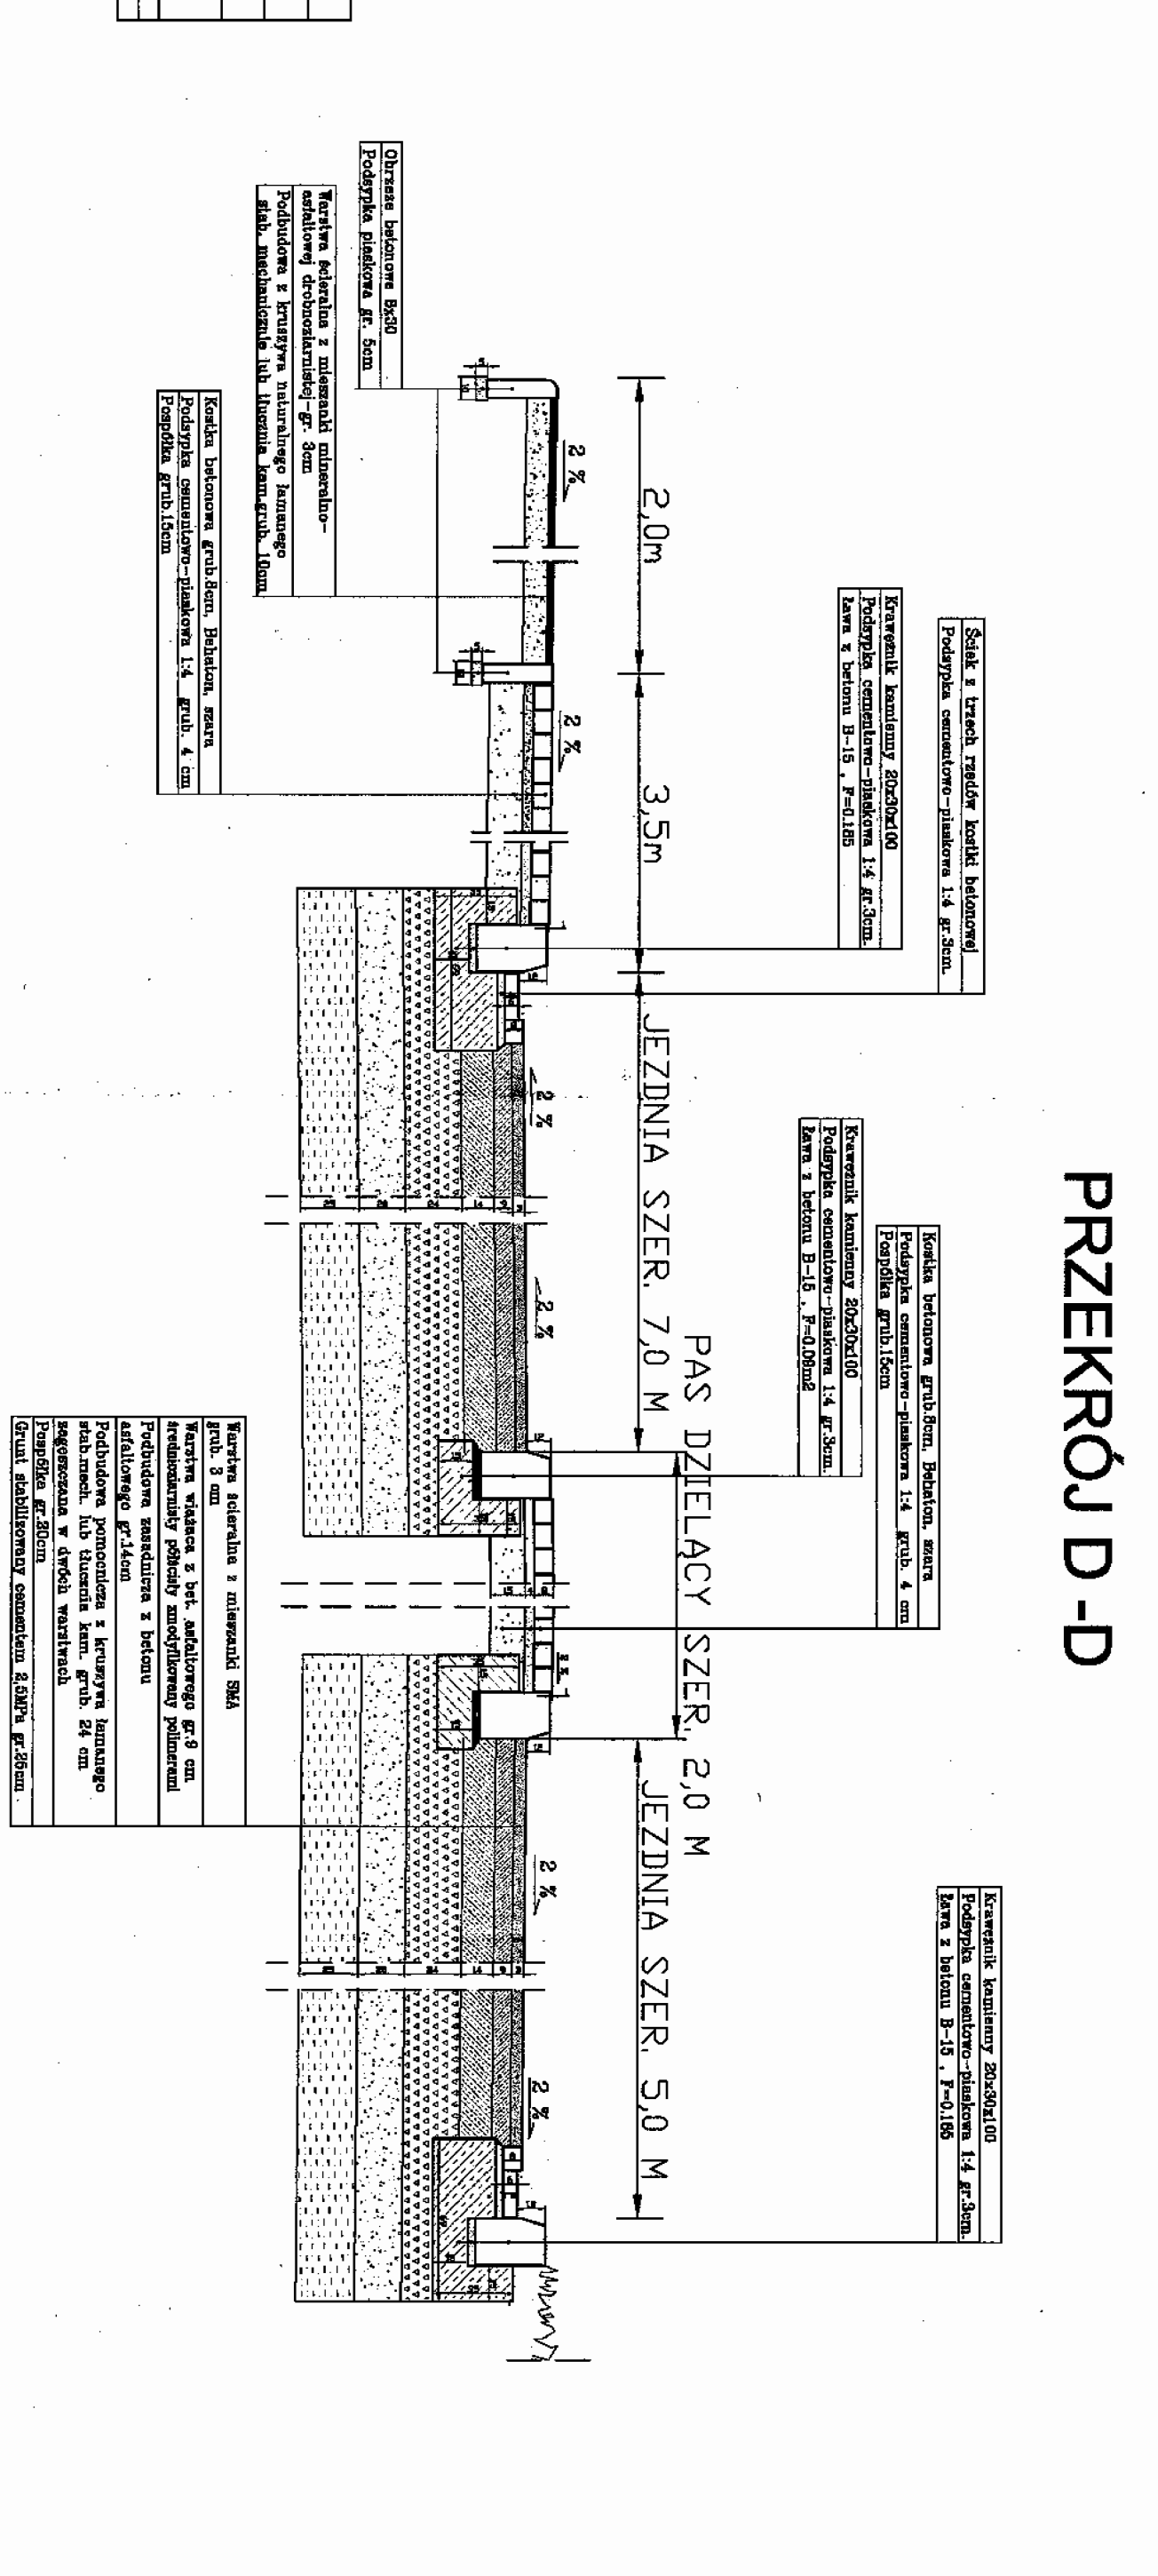 PRZEKRÓJ D-D
Ściek z trzech rzędów kostki betonowej
Podsypka cementowo-piaskowa 1:4 gr.3cm.
Krawężnik kamienny 20x30x100
Podsypka cementowo-piaskowa 1:4 gr.3cm.
Ława z betonu B-15 , F=0.185
Kostka betonowa grub.8cm, Behaton, szara
Podsypka cementowo-piaskowa 1:4 grub. 4 cm
Pospółka grub.15cm
Krawężnik kamienny 20x30x100
Podsypka cementowo-piaskowa 1:4 gr.3cm.
Ława z betonu B-15 , F=0.09m2
Krawężnik kamienny 20x30x100
Podsypka cementowo-piaskowa 1:4 gr.3cm.
Ława z betonu B-15 , F=0.185
PAS DZIELĄCY SZER. 2,0 M
2,0m
3,5m
JEZDNIA SZER. 7,0 M
JEZDNIA SZER. 5,0 M
2 %
2 %
2 %
2 %
2 %
2 %
Obrzeże betonowe 8x30
Podsypka piaskowa gr. 5cm
Warstwa ścieralna z mieszanki mineralno-
asfaltowej drobnoziarnistej-gr. 3cm
Podbudowa z kruszywa naturalnego łamanego
stab. mechanicznie lub tłucznia kam.grub. 10cm
Kostka betonowa grub.8cm, Behaton, szara
Podsypka cementowo-piaskowa 1:4 grub. 4 cm
Pospółka grub.15cm
Warstwa ścieralna z mieszanki SMA
grub. 3 cm
Warstwa wiążąca z bet. asfaltowego gr.9 cm
średnioziarnisty półścisły zmodyfikowany polimerami
Podbudowa zasadnicza z betonu
asfaltowego gr.14cm
Podbudowa pomocnicza z kruszywa łamanego
stab.mech. lub tłucznia kam. grub. 24 cm
zagęszczana w dwóch warstwach
Pospółka gr.20cm
Grunt stabilizowany cementem 2,5MPa gr.25cm